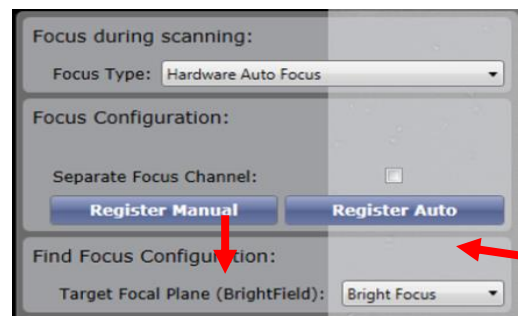 Focus during scanning:
Focus Type: Hardware Auto Focus
Focus Configuration:
Separate Focus Channel:
Register Manual Register Auto
Find Focus Configuration:
Target Focal Plane (BrightField): Bright Focus